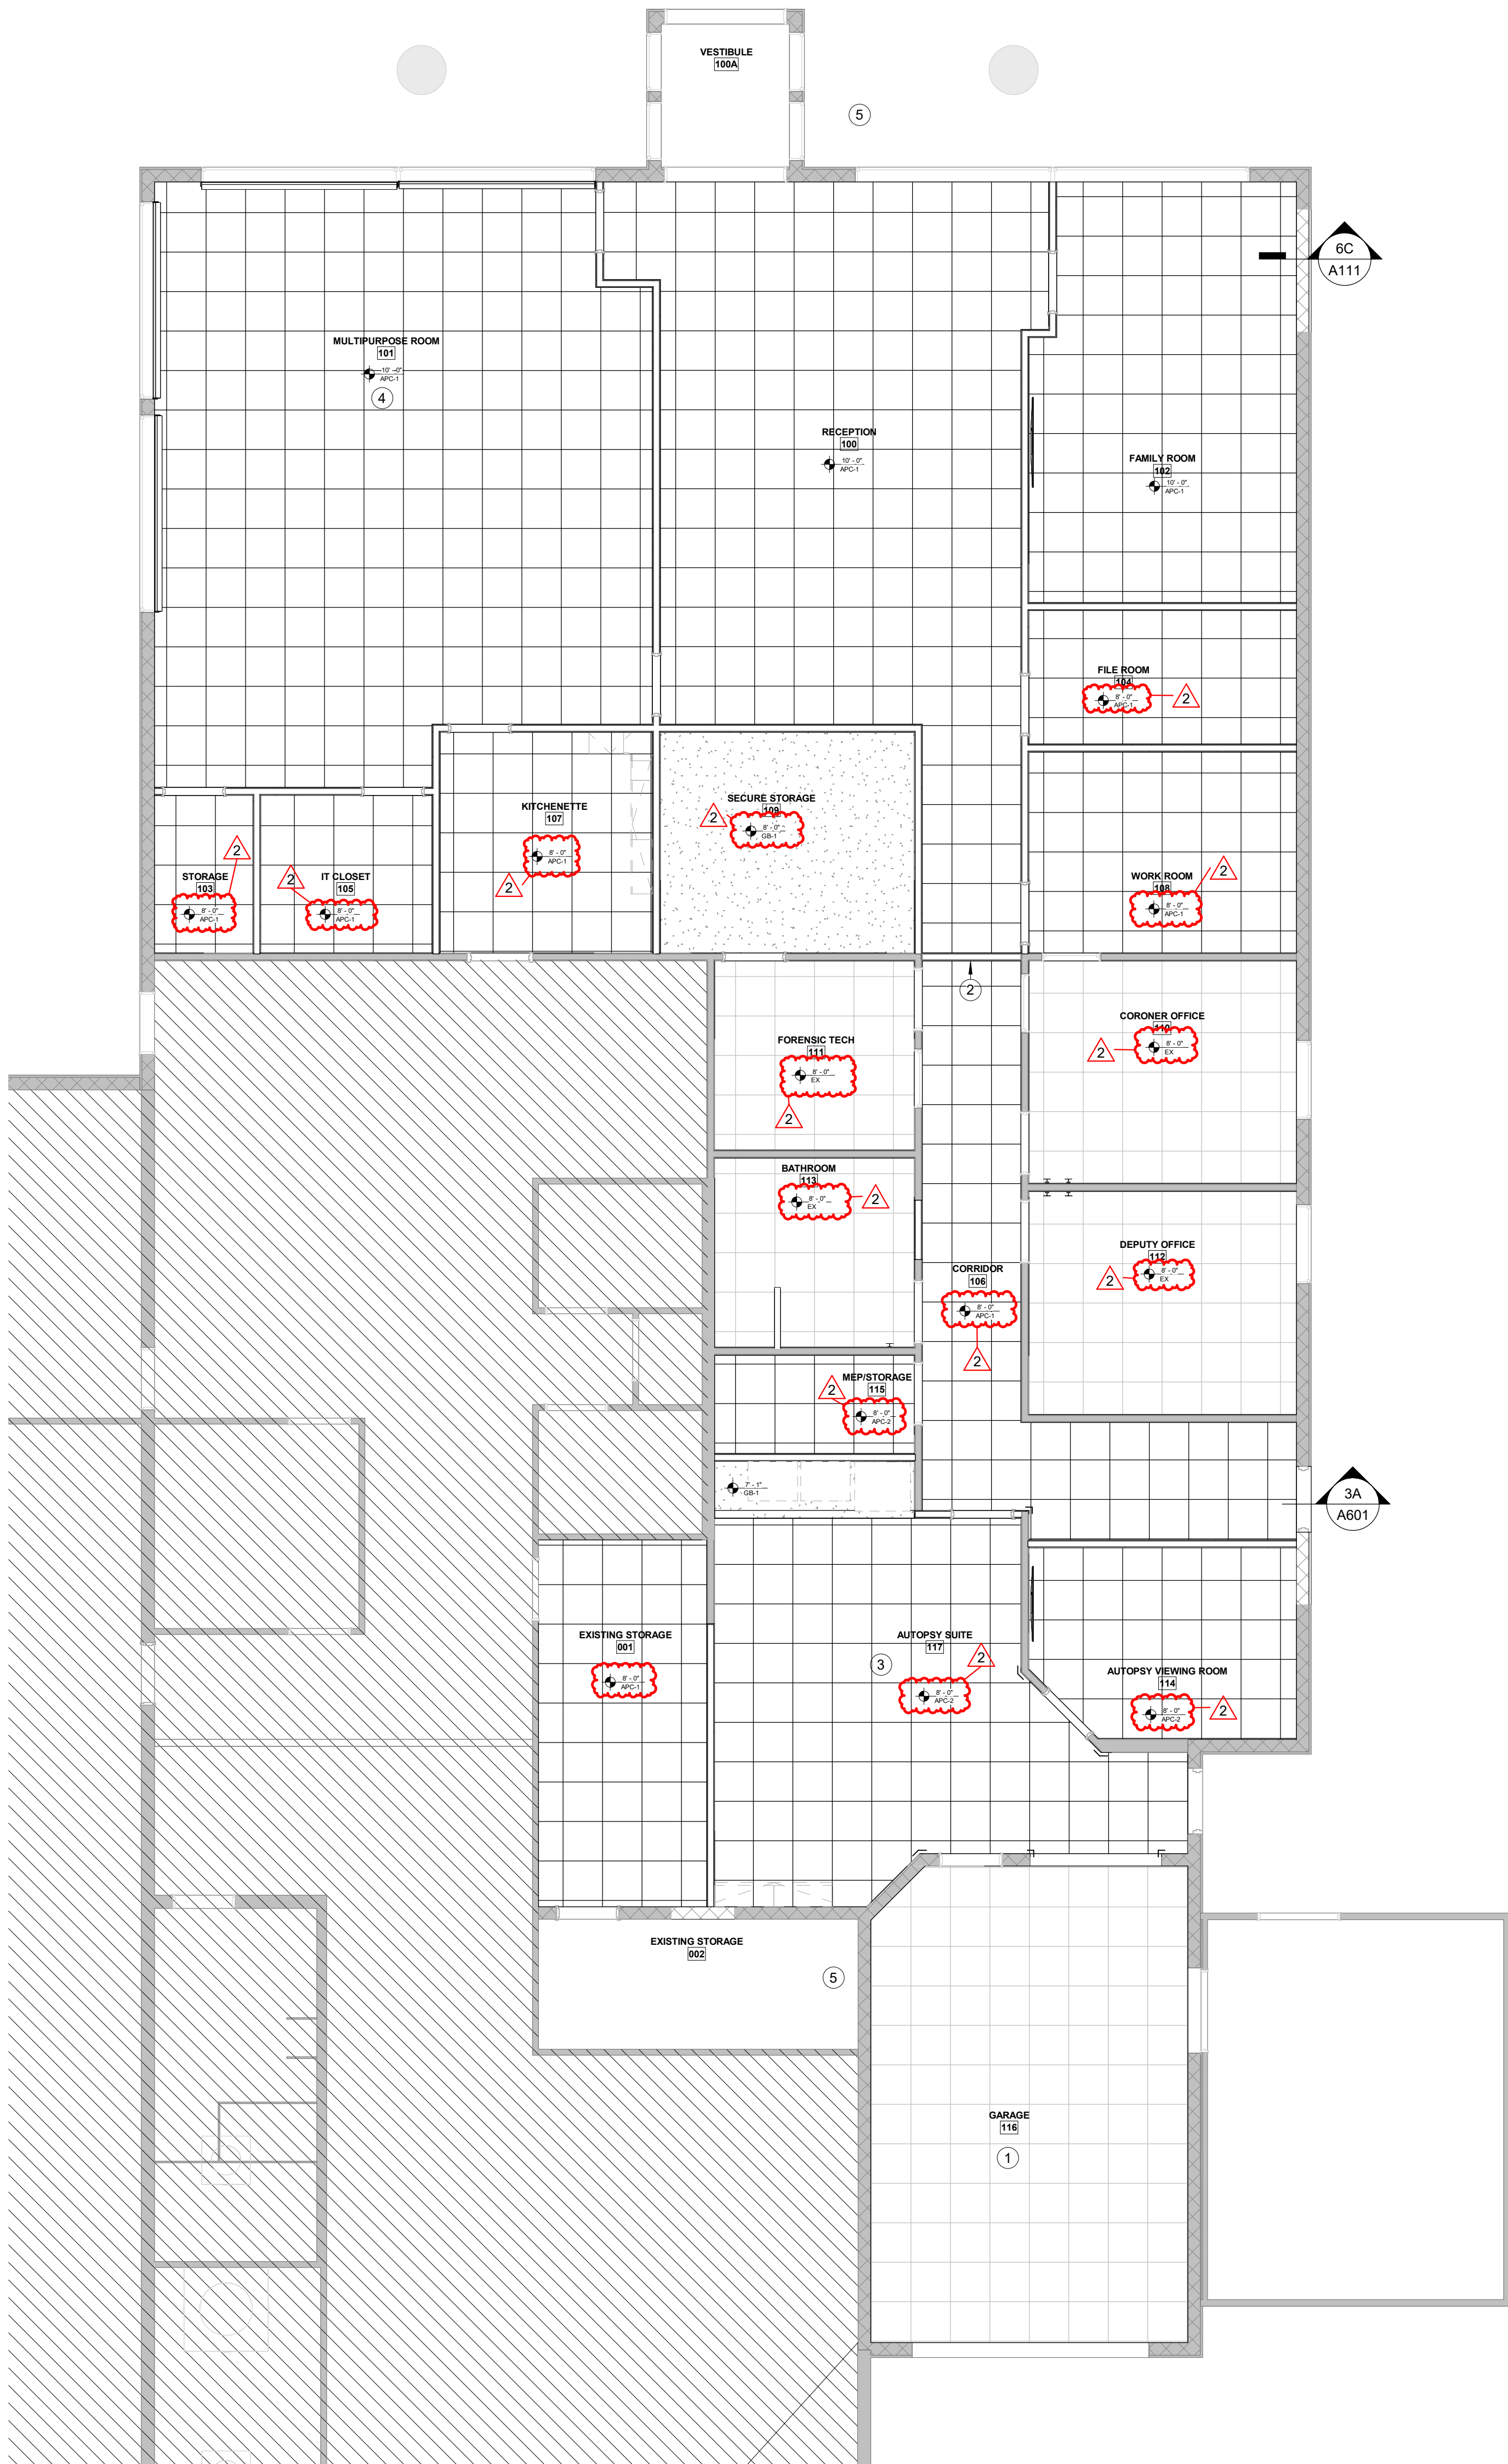 VESTIBULE
100A
5
6C
A111
MULTIPURPOSE ROOM
101
10' - 0"
APC-1
4
RECEPTION
100
10' - 0"
APC-1
FAMILY ROOM
102
10' - 0"
APC-1
FILE ROOM
104
8' - 0"
APC-1
2
SECURE STORAGE
109
8' - 0"
GB-1
2
KITCHENETTE
107
8' - 0"
APC-1
2
STORAGE
103
8' - 0"
APC-1
2
IT CLOSET
105
8' - 0"
APC-1
2
WORK ROOM
108
8' - 0"
APC-1
2
2
CORONER OFFICE
110
8' - 0"
EX
2
FORENSIC TECH
111
8' - 0"
EX
2
BATHROOM
113
8' - 0"
EX
2
DEPUTY OFFICE
112
8' - 0"
EX
2
CORRIDOR
106
8' - 0"
APC-1
2
MEP/STORAGE
115
8' - 0"
APC-2
2
7' - 1"
GB-1
3A
A601
EXISTING STORAGE
001
8' - 0"
APC-1
AUTOPSY SUITE
117
3
8' - 0"
APC-2
2
AUTOPSY VIEWING ROOM
114
8' - 0"
APC-2
2
EXISTING STORAGE
002
5
GARAGE
116
1